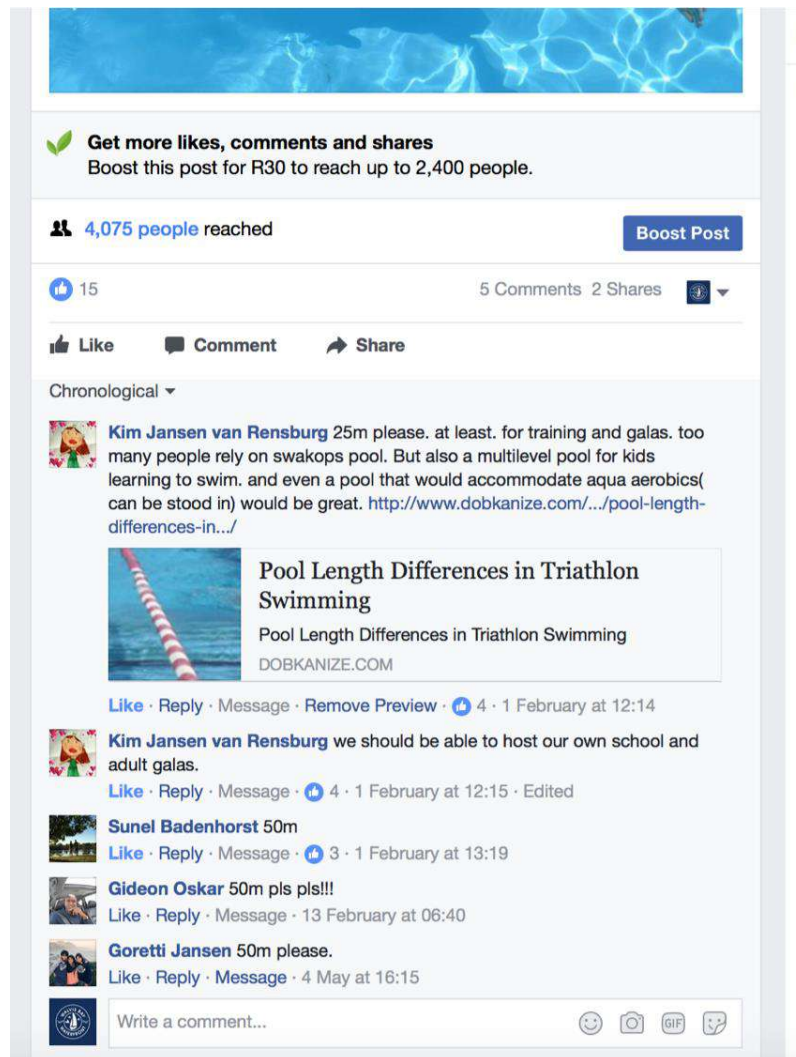 Get more likes, comments and shares
Boost this post for R30 to reach up to 2,400 people.
4,075 people reached
Boost Post
15
5 Comments 2 Shares
Like Comment Share
Chronological
Kim Jansen van Rensburg 25m please. at least. for training and galas. too
many people rely on swakops pool. But also a multilevel pool for kids
learning to swim. and even a pool that would accommodate aqua aerobics(
can be stood in) would be great. http://www.dobkanize.com/.../pool-length-
differences-in.../
Pool Length Differences in Triathlon
Swimming
Pool Length Differences in Triathlon Swimming
DOBKANIZE.COM
Like · Reply · Message · Remove Preview · 4 · 1 February at 12:14
Kim Jansen van Rensburg we should be able to host our own school and
adult galas.
Like · Reply · Message · 4 · 1 February at 12:15 · Edited
Sunel Badenhorst 50m
Like · Reply · Message · 3 · 1 February at 13:19
Gideon Oskar 50m pls pls!!!
Like · Reply · Message · 13 February at 06:40
Goretti Jansen 50m please.
Like · Reply · Message · 4 May at 16:15
Write a comment...
GIF